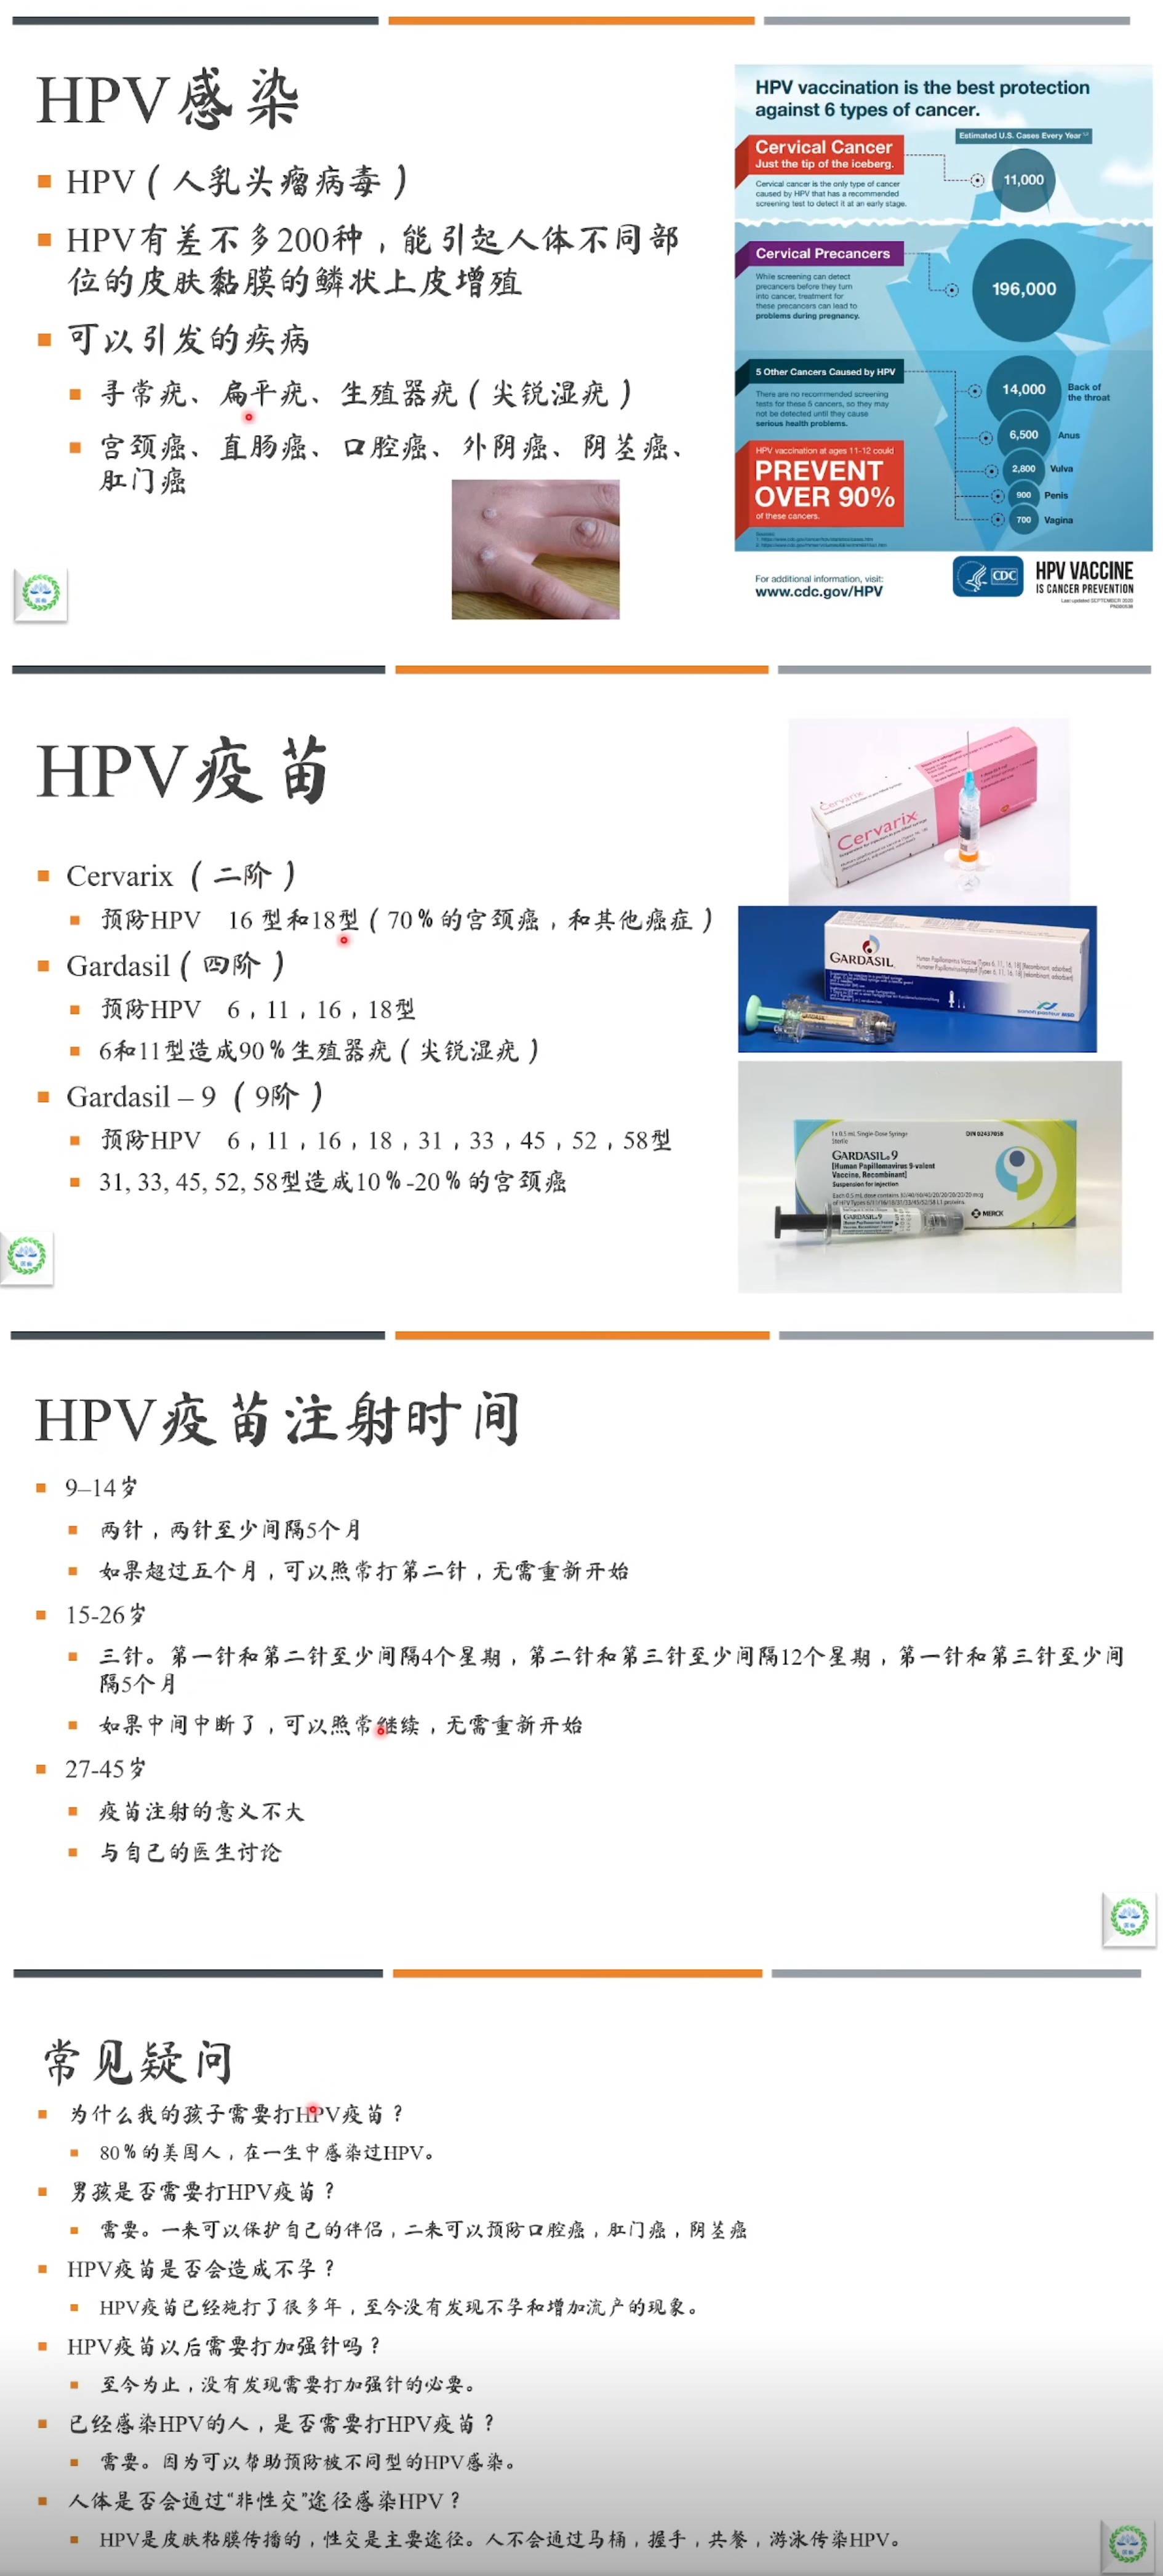 HPV感染
HPV（人乳头瘤病毒）
HPV有差不多200种，能引起人体不同部
位的皮肤黏膜的鳞状上皮增殖
可以引发的疾病
寻常疣、扁平疣、生殖器疣（尖锐湿疣）
宫颈癌、直肠癌、口腔癌、外阴癌、阴茎癌、
肛门癌
HPV vaccination is the best protection
against 6 types of cancer.
Estimated U.S. Cases Every Year
Cervical Cancer
Just the tip of the iceberg.
11,000
Cervical cancer is the only type of cancer
caused by HPV that has a recommended
screening test to detect it at an early stage.
Cervical Precancers
196,000
While screening can detect
precancers before they turn
into cancer, treatment for
these precancers can lead to
problems during pregnancy.
5 Other Cancers Caused by HPV
There are no recommended screening
tests for these 5 cancers, so they may
not be detected until they cause
serious health problems.
14,000 Back of
the throat
6,500 Anus
2,800 Vulva
900 Penis
700 Vagina
HPV vaccination at ages 11-12 could
PREVENT
OVER 90%
of these cancers.
For additional information, visit:
www.cdc.gov/HPV
CDC
HPV VACCINE
IS CANCER PREVENTION
Last updated SEPTEMBER 2020
HPV疫苗
Cervarix （二阶）
预防HPV 16 型和18型（70％的宫颈癌，和其他癌症）
Gardasil（四阶）
预防HPV 6，11，16，18型
6和11型造成90％生殖器疣（尖锐湿疣）
Gardasil – 9 （9阶）
预防HPV 6，11，16，18，31，33，45，52，58型
31, 33, 45, 52, 58型造成10％-20％的宫颈癌
Cervarix
Cervarix
GARDASIL
sanofi pasteur MSD
1 x 0.5 mL Single-Dose Syringe
Sterile
DIN 02437058
GARDASIL®9
[Human Papillomavirus 9-valent
Vaccine, Recombinant]
Suspension for injection
MERCK
GARDASIL®9
HPV疫苗注射时间
9–14岁
两针，两针至少间隔5个月
如果超过五个月，可以照常打第二针，无需重新开始
15-26岁
三针。第一针和第二针至少间隔4个星期，第二针和第三针至少间隔12个星期，第一针和第三针至少间
隔5个月
如果中间中断了，可以照常继续，无需重新开始
27-45岁
疫苗注射的意义不大
与自己的医生讨论
常见疑问
为什么我的孩子需要打HPV疫苗？
80％的美国人，在一生中感染过HPV。
男孩是否需要打HPV疫苗？
需要。一来可以保护自己的伴侣，二来可以预防口腔癌，肛门癌，阴茎癌
HPV疫苗是否会造成不孕？
HPV疫苗已经施打了很多年，至今没有发现不孕和增加流产的现象。
HPV疫苗以后需要打加强针吗？
至今为止，没有发现需要打加强针的必要。
已经感染HPV的人，是否需要打HPV疫苗？
需要。因为可以帮助预防被不同型的HPV感染。
人体是否会通过“非性交”途径感染HPV？
HPV是皮肤粘膜传播的，性交是主要途径。人不会通过马桶，握手，共餐，游泳传染HPV。